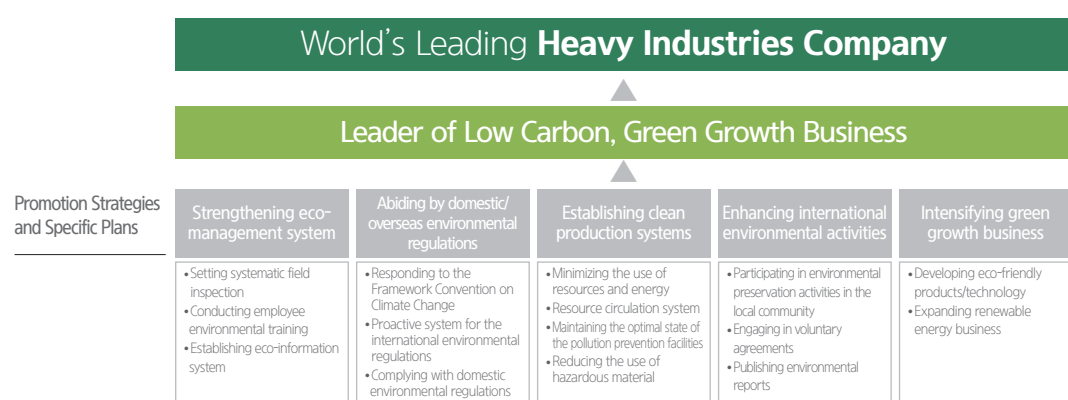 World's Leading Heavy Industries Company
Leader of Low Carbon, Green Growth Business
Promotion Strategies
and Specific Plans
Strengthening eco-
management system
•Setting systematic field
inspection
•Conducting employee
environmental training
•Establishing eco-information
system
Abiding by domestic/
overseas environmental
regulations
•Responding to the
Framework Convention on
Climate Change
•Proactive system for the
international environmental
regulations
•Complying with domestic
environmental regulations
Establishing clean
production systems
•Minimizing the use of
resources and energy
•Resource circulation system
•Maintaining the optimal state of
the pollution prevention facilities
•Reducing the use of
hazardous material
Enhancing international
environmental activities
•Participating in environmental
preservation activities in the
local community
•Engaging in voluntary
agreements
•Publishing environmental
reports
Intensifying green
growth business
•Developing eco-friendly
products/technology
•Expanding renewable
energy business